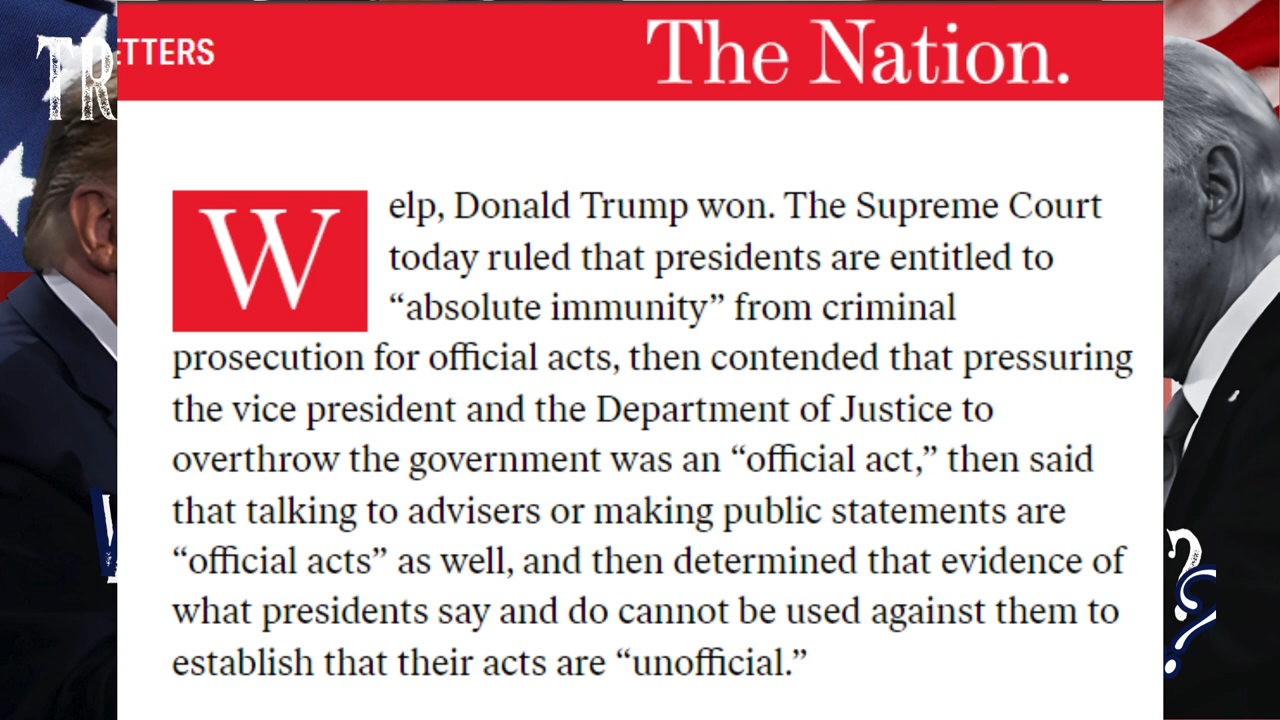 TR
ETTERS
The Nation.
Welp, Donald Trump won. The Supreme Court
today ruled that presidents are entitled to
“absolute immunity” from criminal
prosecution for official acts, then contended that pressuring
the vice president and the Department of Justice to
overthrow the government was an “official act,” then said
that talking to advisers or making public statements are
“official acts” as well, and then determined that evidence of
what presidents say and do cannot be used against them to
establish that their acts are “unofficial.”
?